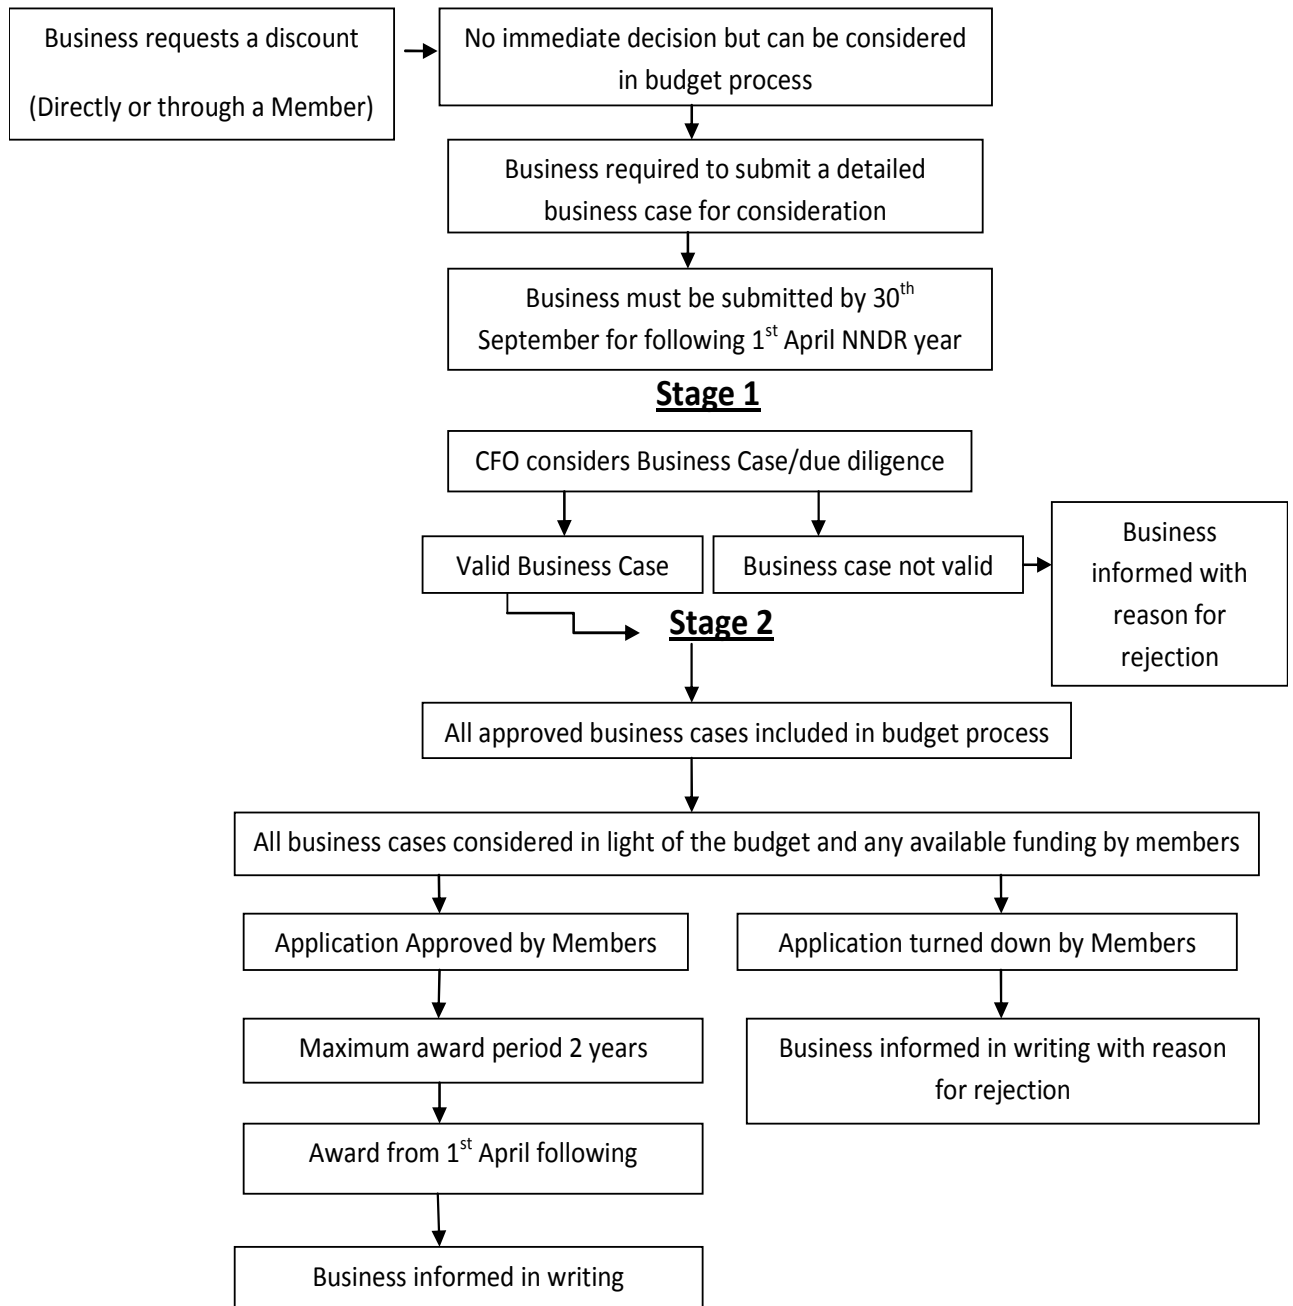 Business requests a discount
(Directly or through a Member)
No immediate decision but can be considered
in budget process
Business required to submit a detailed
business case for consideration
Business must be submitted by 30th
September for following 1st April NNDR year
Stage 1
CFO considers Business Case/due diligence
Valid Business Case
Business case not valid
Business
informed with
reason for
rejection
Stage 2
All approved business cases included in budget process
All business cases considered in light of the budget and any available funding by members
Application Approved by Members
Application turned down by Members
Maximum award period 2 years
Business informed in writing with reason
for rejection
Award from 1st April following
Business informed in writing